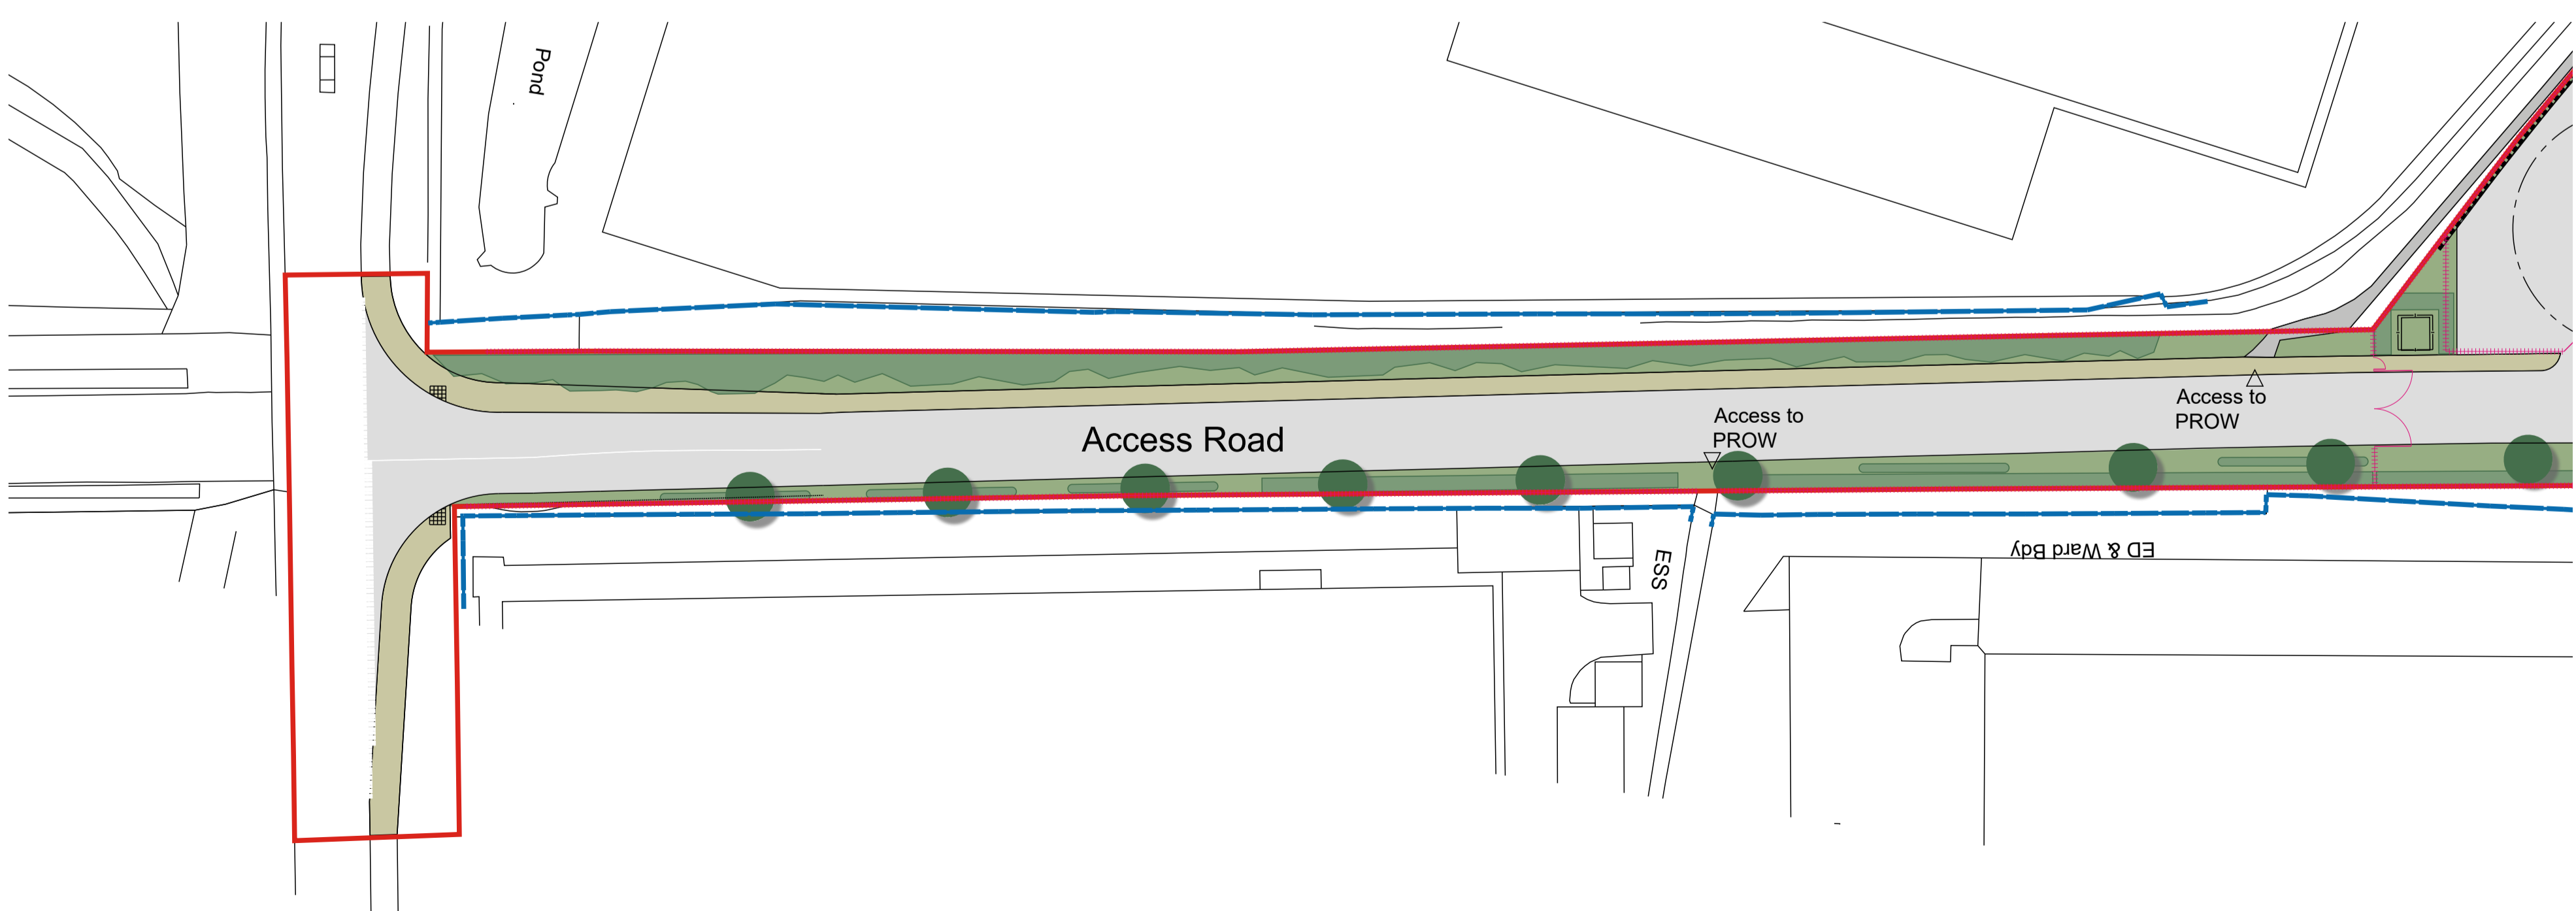 Pond
Access to
PROW
Access to
PROW
Access Road
ED & Ward Bdy
ESS